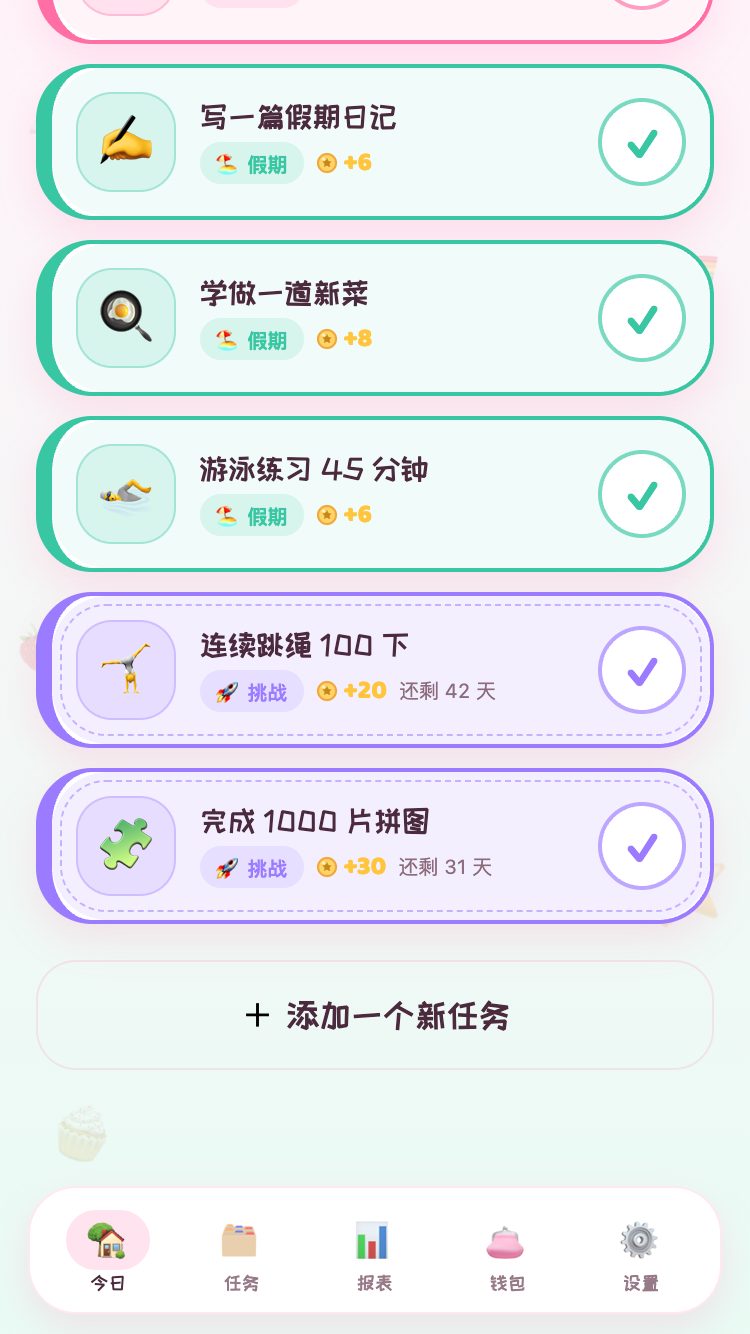 写一篇假期日记
假期 +6
学做一道新菜
假期 +8
游泳练习 45 分钟
假期 +6
连续跳绳 100 下
挑战 +20 还剩 42 天
完成 1000 片拼图
挑战 +30 还剩 31 天
+ 添加一个新任务
今日 任务 报表 钱包 设置